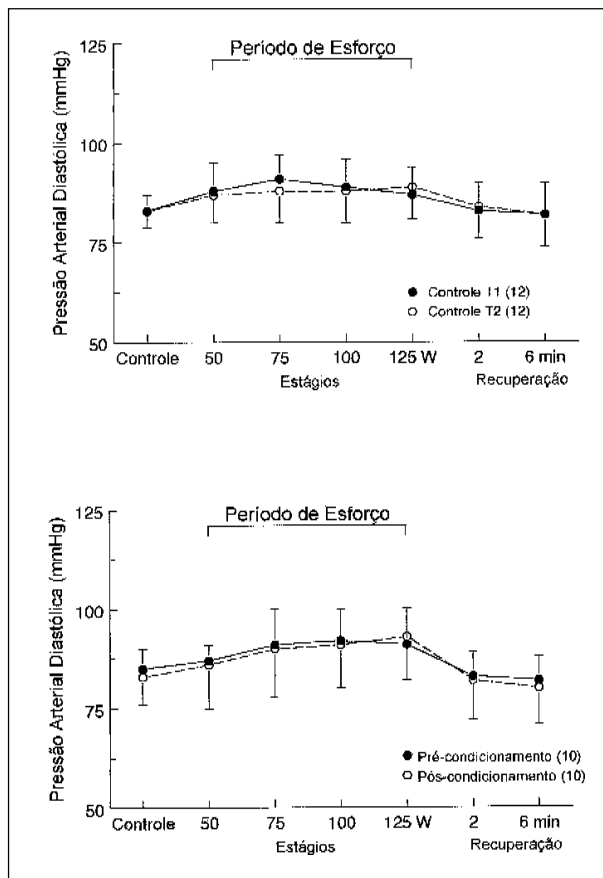 Período de Esforço
Pressão Arterial Diastólica (mmHg)
125
100
75
50
Controle T1 (12)
Controle T2 (12)
Controle 50 75 100 125 W 2 6 min
Estágios Recuperação
Período de Esforço
Pressão Arterial Diastólica (mmHg)
125
100
75
50
Pré-condicionamento (10)
Pós-condicionamento (10)
Controle 50 75 100 125 W 2 6 min
Estágios Recuperação